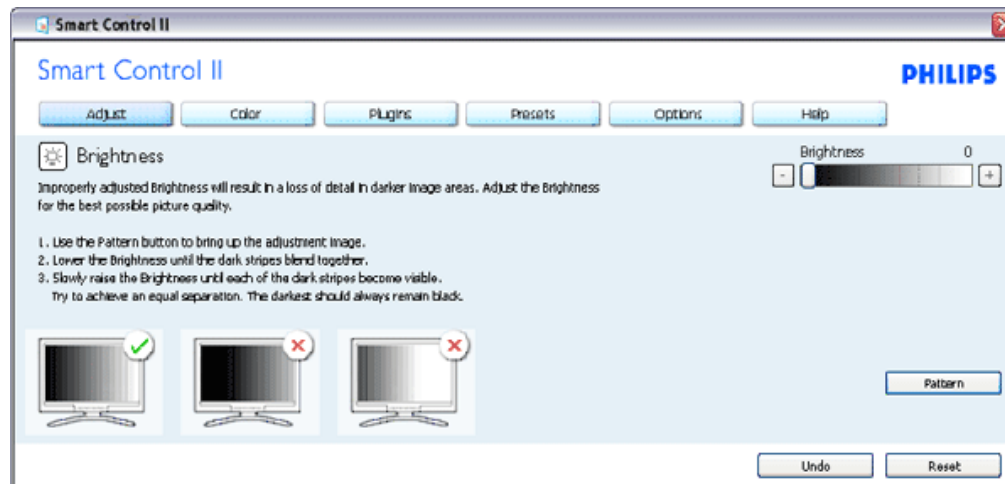 Smart Control II
Smart Control II
PHILIPS
Adjust Color Plugins Presets Options Help
Brightness
Brightness 0
- +
Improperly adjusted Brightness will result in a loss of detail in darker image areas. Adjust the Brightness
for the best possible picture quality.
1. Use the Pattern button to bring up the adjustment image.
2. Lower the Brightness until the dark stripes blend together.
3. Slowly raise the Brightness until each of the dark stripes become visible.
Try to achieve an equal separation. The darkest should always remain black.
Pattern
Undo Reset